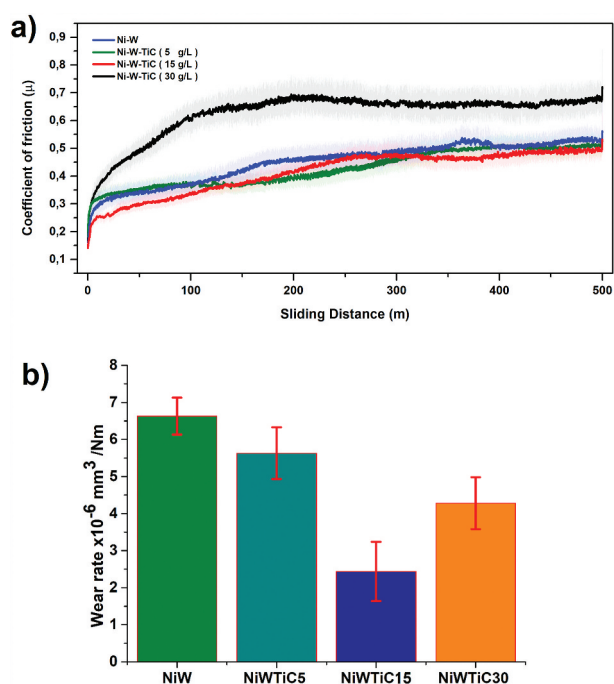 a)
0,9
0,8
0,7
0,6
0,5
0,4
0,3
0,2
0,1
Coefficient of friction (µ)
Ni-W
Ni-W-TiC ( 5 g/L )
Ni-W-TiC ( 15 g/L )
Ni-W-TiC ( 30 g/L )
0 100 200 300 400 500
Sliding Distance (m)
b)
8
7
6
5
4
3
2
1
0
Wear rate x10-6 mm3 /Nm
NiW NiWTiC5 NiWTiC15 NiWTiC30